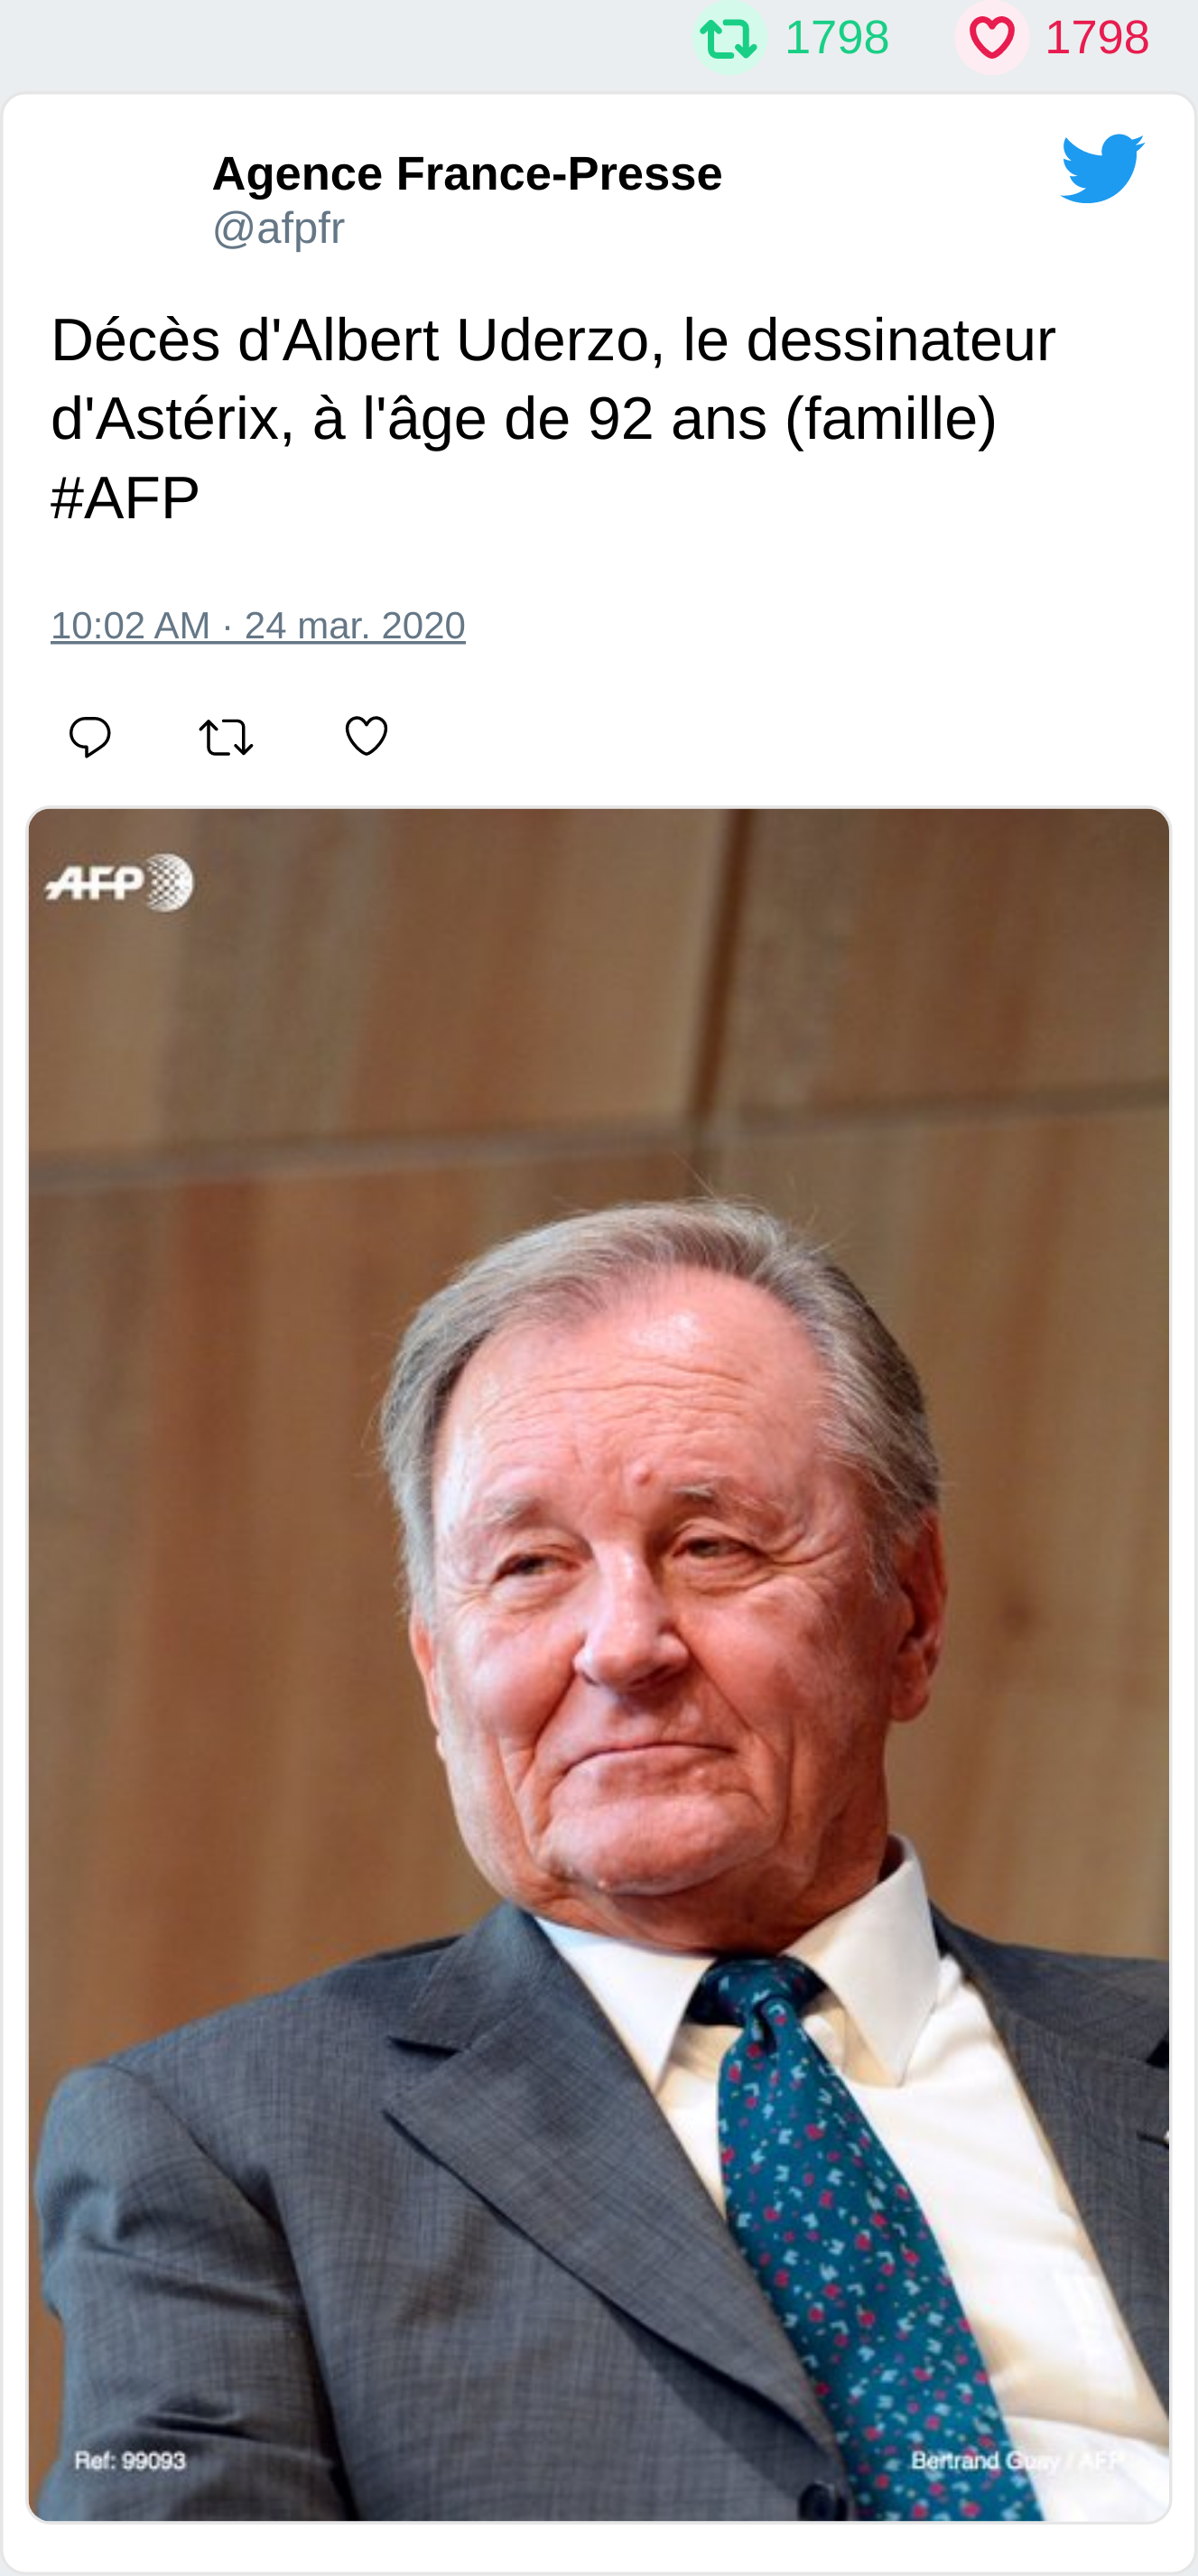 1798 1798
Agence France-Presse
@afpfr
Décès d'Albert Uderzo, le dessinateur
d'Astérix, à l'âge de 92 ans (famille)
#AFP
10:02 AM · 24 mar. 2020
AFP
Ref: 99093 Bertrand Guay / AFP